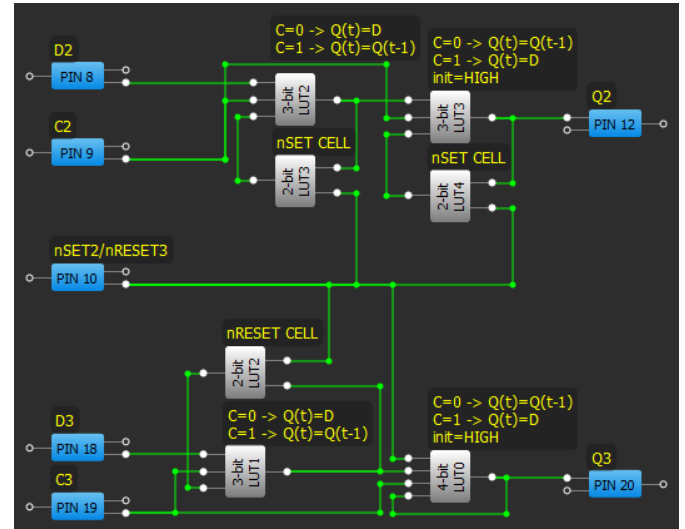 D2
PIN 8
C2
PIN 9
C=0 -> Q(t)=D
C=1 -> Q(t)=Q(t-1)
3-bit
LUT2
nSET CELL
2-bit
LUT3
C=0 -> Q(t)=Q(t-1)
C=1 -> Q(t)=D
init=HIGH
3-bit
LUT3
nSET CELL
2-bit
LUT4
Q2
PIN 12
nSET2/nRESET3
PIN 10
nRESET CELL
2-bit
LUT2
D3
PIN 18
C3
PIN 19
C=0 -> Q(t)=D
C=1 -> Q(t)=Q(t-1)
3-bit
LUT1
C=0 -> Q(t)=Q(t-1)
C=1 -> Q(t)=D
init=HIGH
4-bit
LUT0
Q3
PIN 20